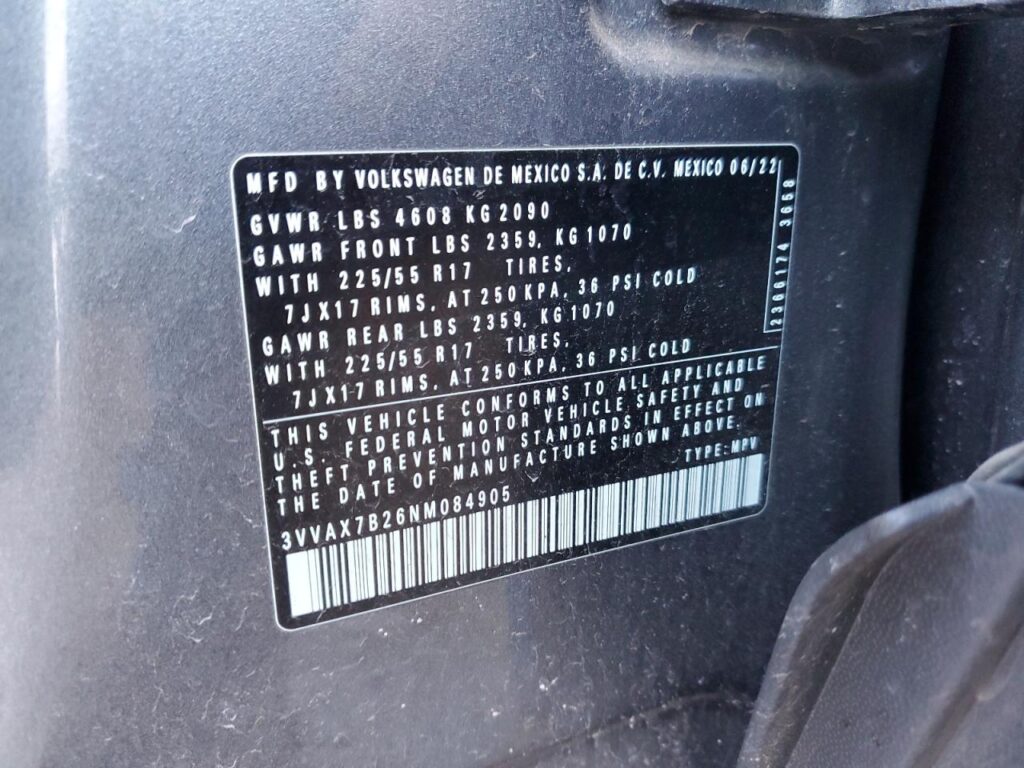 MFD BY VOLKSWAGEN DE MEXICO S.A. DE C.V. MEXICO 06/22
GVWR LBS 4608 KG 2090
GAWR FRONT LBS 2359, KG 1070
WITH 225/55 R17 TIRES,
7JX17 RIMS, AT 250 KPA, 36 PSI COLD
GAWR REAR LBS 2359, KG 1070
WITH 225/55 R17 TIRES,
7JX17 RIMS, AT 250 KPA, 36 PSI COLD
2366174 3658
THIS VEHICLE CONFORMS TO ALL APPLICABLE
U.S. FEDERAL MOTOR VEHICLE SAFETY AND
THEFT PREVENTION STANDARDS IN EFFECT ON
THE DATE OF MANUFACTURE SHOWN ABOVE.
TYPE: MPV
3VVAX7B26NM084905